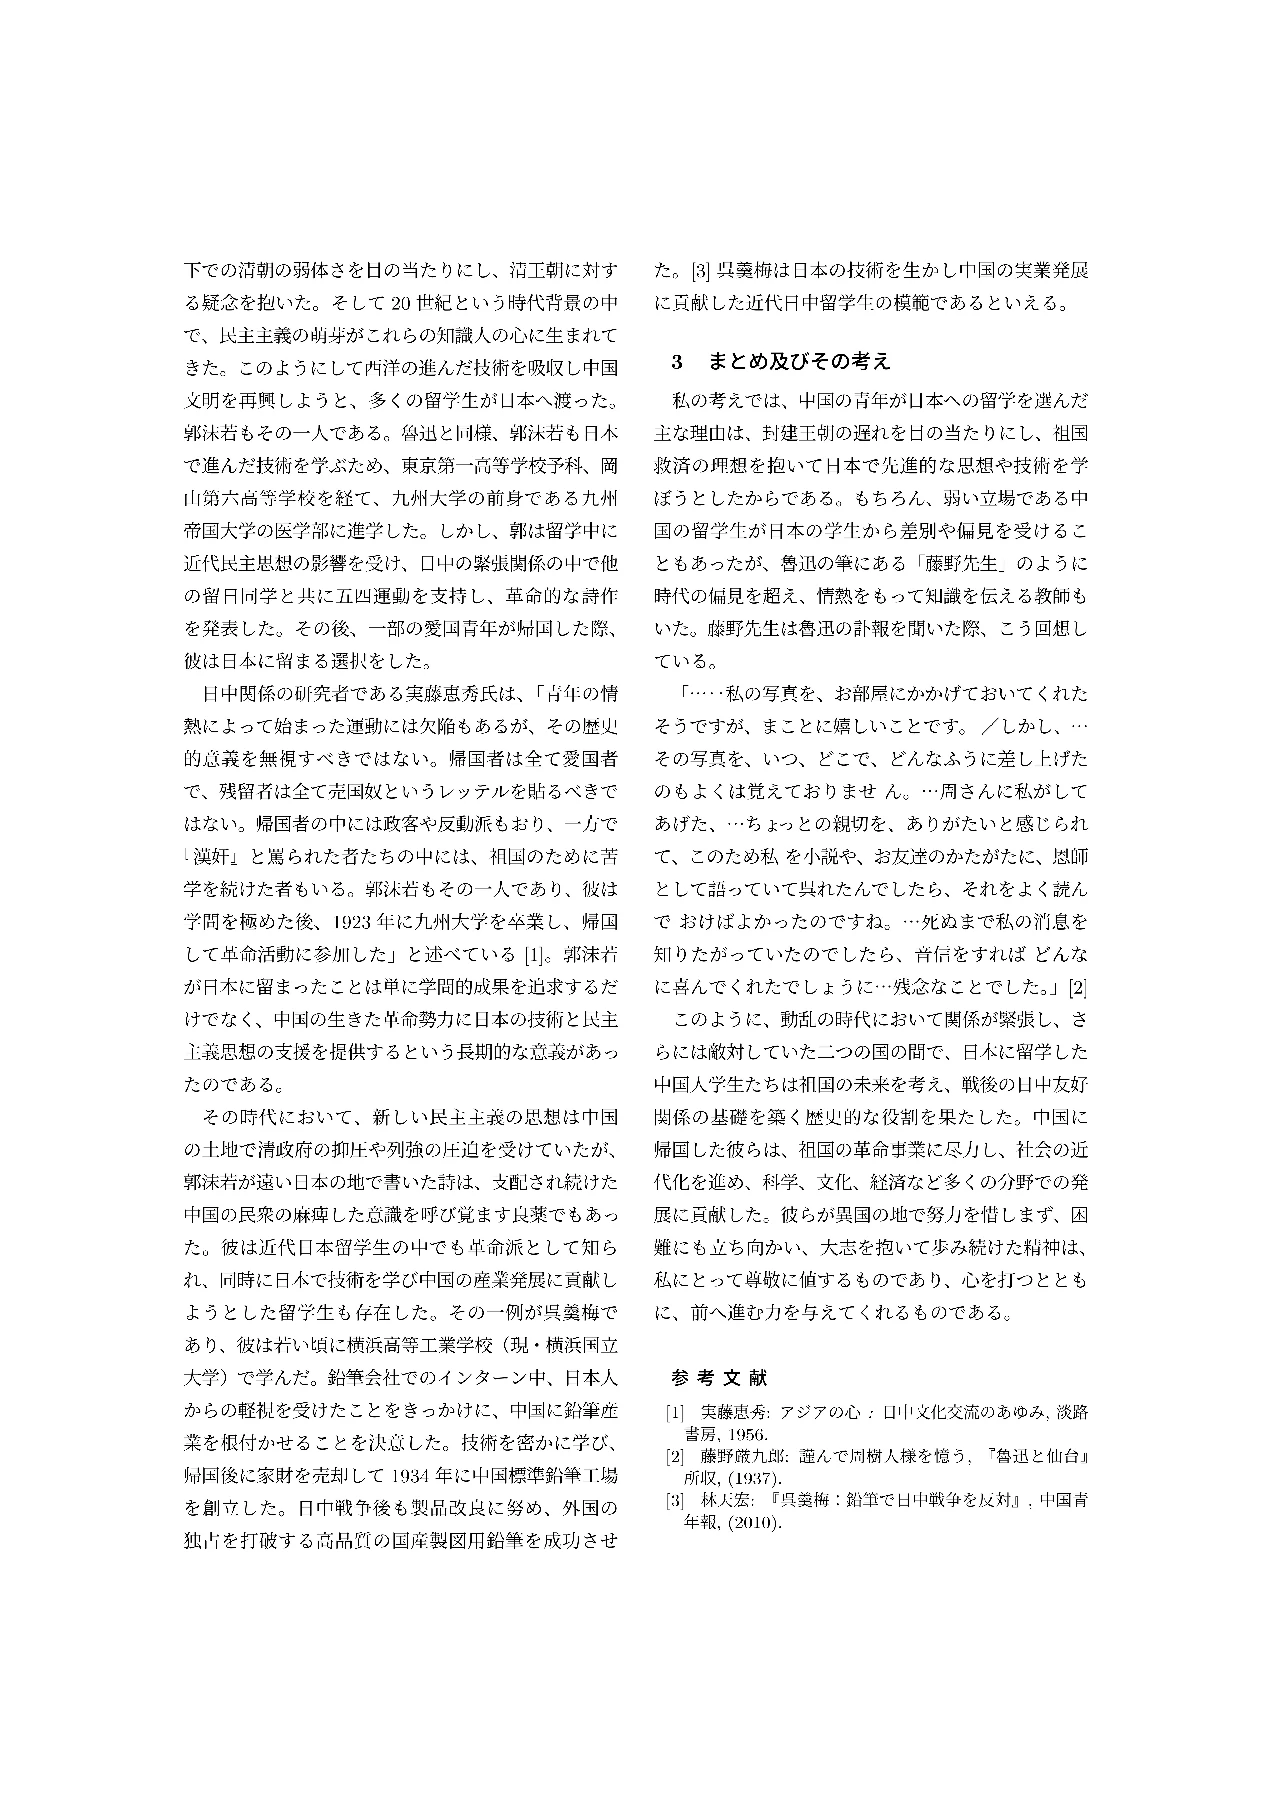 下での清朝の弱体さを目の当たりにし、清王朝に対す
る疑念を抱いた。そして 20 世紀という時代背景の中
で、民主主義の萌芽がこれらの知識人の心に生まれて
きた。このようにして西洋の進んだ技術を吸収し中国
文明を再興しようと、多くの留学生が日本へ渡った。
郭沫若もその一人である。魯迅と同様、郭沫若も日本
で進んだ技術を学ぶため、東京第一高等学校予科、岡
山第六高等学校を経て、九州大学の前身である九州
帝国大学の医学部に進学した。しかし、郭は留学中に
近代民主思想の影響を受け、日中の緊張関係の中で他
の留日同学と共に五四運動を支持し、革命的な詩作
を発表した。その後、一部の愛国青年が帰国した際、
彼は日本に留まる選択をした。
日中関係の研究者である実藤恵秀氏は、「青年の情
熱によって始まった運動には欠陥もあるが、その歴史
的意義を無視すべきではない。帰国者は全て愛国者
で、残留者は全て売国奴というレッテルを貼るべきで
はない。帰国者の中には政客や反動派もおり、一方で
『漢奸』と罵られた者たちの中には、祖国のために苦
学を続けた者もいる。郭沫若もその一人であり、彼は
学問を極めた後、1923 年に九州大学を卒業し、帰国
して革命活動に参加した」と述べている [1]。郭沫若
が日本に留まったことは単に学問的成果を追求するだ
けでなく、中国の生きた革命勢力に日本の技術と民主
主義思想の支援を提供するという長期的な意義があっ
たのである。
その時代において、新しい民主主義の思想は中国
の土地で清政府の抑圧や列強の圧迫を受けていたが、
郭沫若が遠い日本の地で書いた詩は、支配され続けた
中国の民衆の麻痺した意識を呼び覚ます良薬でもあっ
た。彼は近代日本留学生の中でも革命派として知ら
れ、同時に日本で技術を学び中国の産業発展に貢献し
ようとした留学生も存在した。その一例が呉羹梅で
あり、彼は若い頃に横浜高等工業学校（現・横浜国立
大学）で学んだ。鉛筆会社でのインターン中、日本人
からの軽視を受けたことをきっかけに、中国に鉛筆産
業を根付かせることを決意した。技術を密かに学び、
帰国後に家財を売却して 1934 年に中国標準鉛筆工場
を創立した。日中戦争後も製品改良に努め、外国の
独占を打破する高品質の国産製図用鉛筆を成功させ
た。[3] 呉羹梅は日本の技術を生かし中国の実業発展
に貢献した近代日中留学生の模範であるといえる。
3 まとめ及びその考え
私の考えでは、中国の青年が日本への留学を選んだ
主な理由は、封建王朝の遅れを目の当たりにし、祖国
救済の理想を抱いて日本で先進的な思想や技術を学
ぼうとしたからである。もちろん、弱い立場である中
国の留学生が日本の学生から差別や偏見を受けるこ
ともあったが、魯迅の筆にある「藤野先生」のように
時代の偏見を超え、情熱をもって知識を伝える教師も
いた。藤野先生は魯迅の訃報を聞いた際、こう回想し
ている。
「‥‥私の写真を、お部屋にかかげておいてくれた
そうですが、まことに嬉しいことです。／しかし、…
その写真を、いつ、どこで、どんなふうに差し上げた
のもよくは覚えておりませ ん。…周さんに私がして
あげた、…ちょっとの親切を、ありがたいと感じられ
て、このため私 を小説や、お友達のかたがたに、恩師
として語っていて呉れたんでしたら、それをよく読ん
で おけばよかったのですね。…死ぬまで私の消息を
知りたがっていたのでしたら、音信をすれば どんな
に喜んでくれたでしょうに…残念なことでした。」[2]
このように、動乱の時代において関係が緊張し、さ
らには敵対していた二つの国の間で、日本に留学した
中国人学生たちは祖国の未来を考え、戦後の日中友好
関係の基礎を築く歴史的な役割を果たした。中国に
帰国した彼らは、祖国の革命事業に尽力し、社会の近
代化を進め、科学、文化、経済など多くの分野での発
展に貢献した。彼らが異国の地で努力を惜しまず、困
難にも立ち向かい、大志を抱いて歩み続けた精神は、
私にとって尊敬に値するものであり、心を打つととも
に、前へ進む力を与えてくれるものである。
参 考 文 献
[1] 実藤恵秀: アジアの心 : 日中文化交流のあゆみ, 淡路
書房, 1956.
[2] 藤野厳九郎: 謹んで周樹人様を憶う, 『魯迅と仙台』
所収, (1937).
[3] 林天宏: 『呉羹梅：鉛筆で日中戦争を反対』, 中国青
年報, (2010).